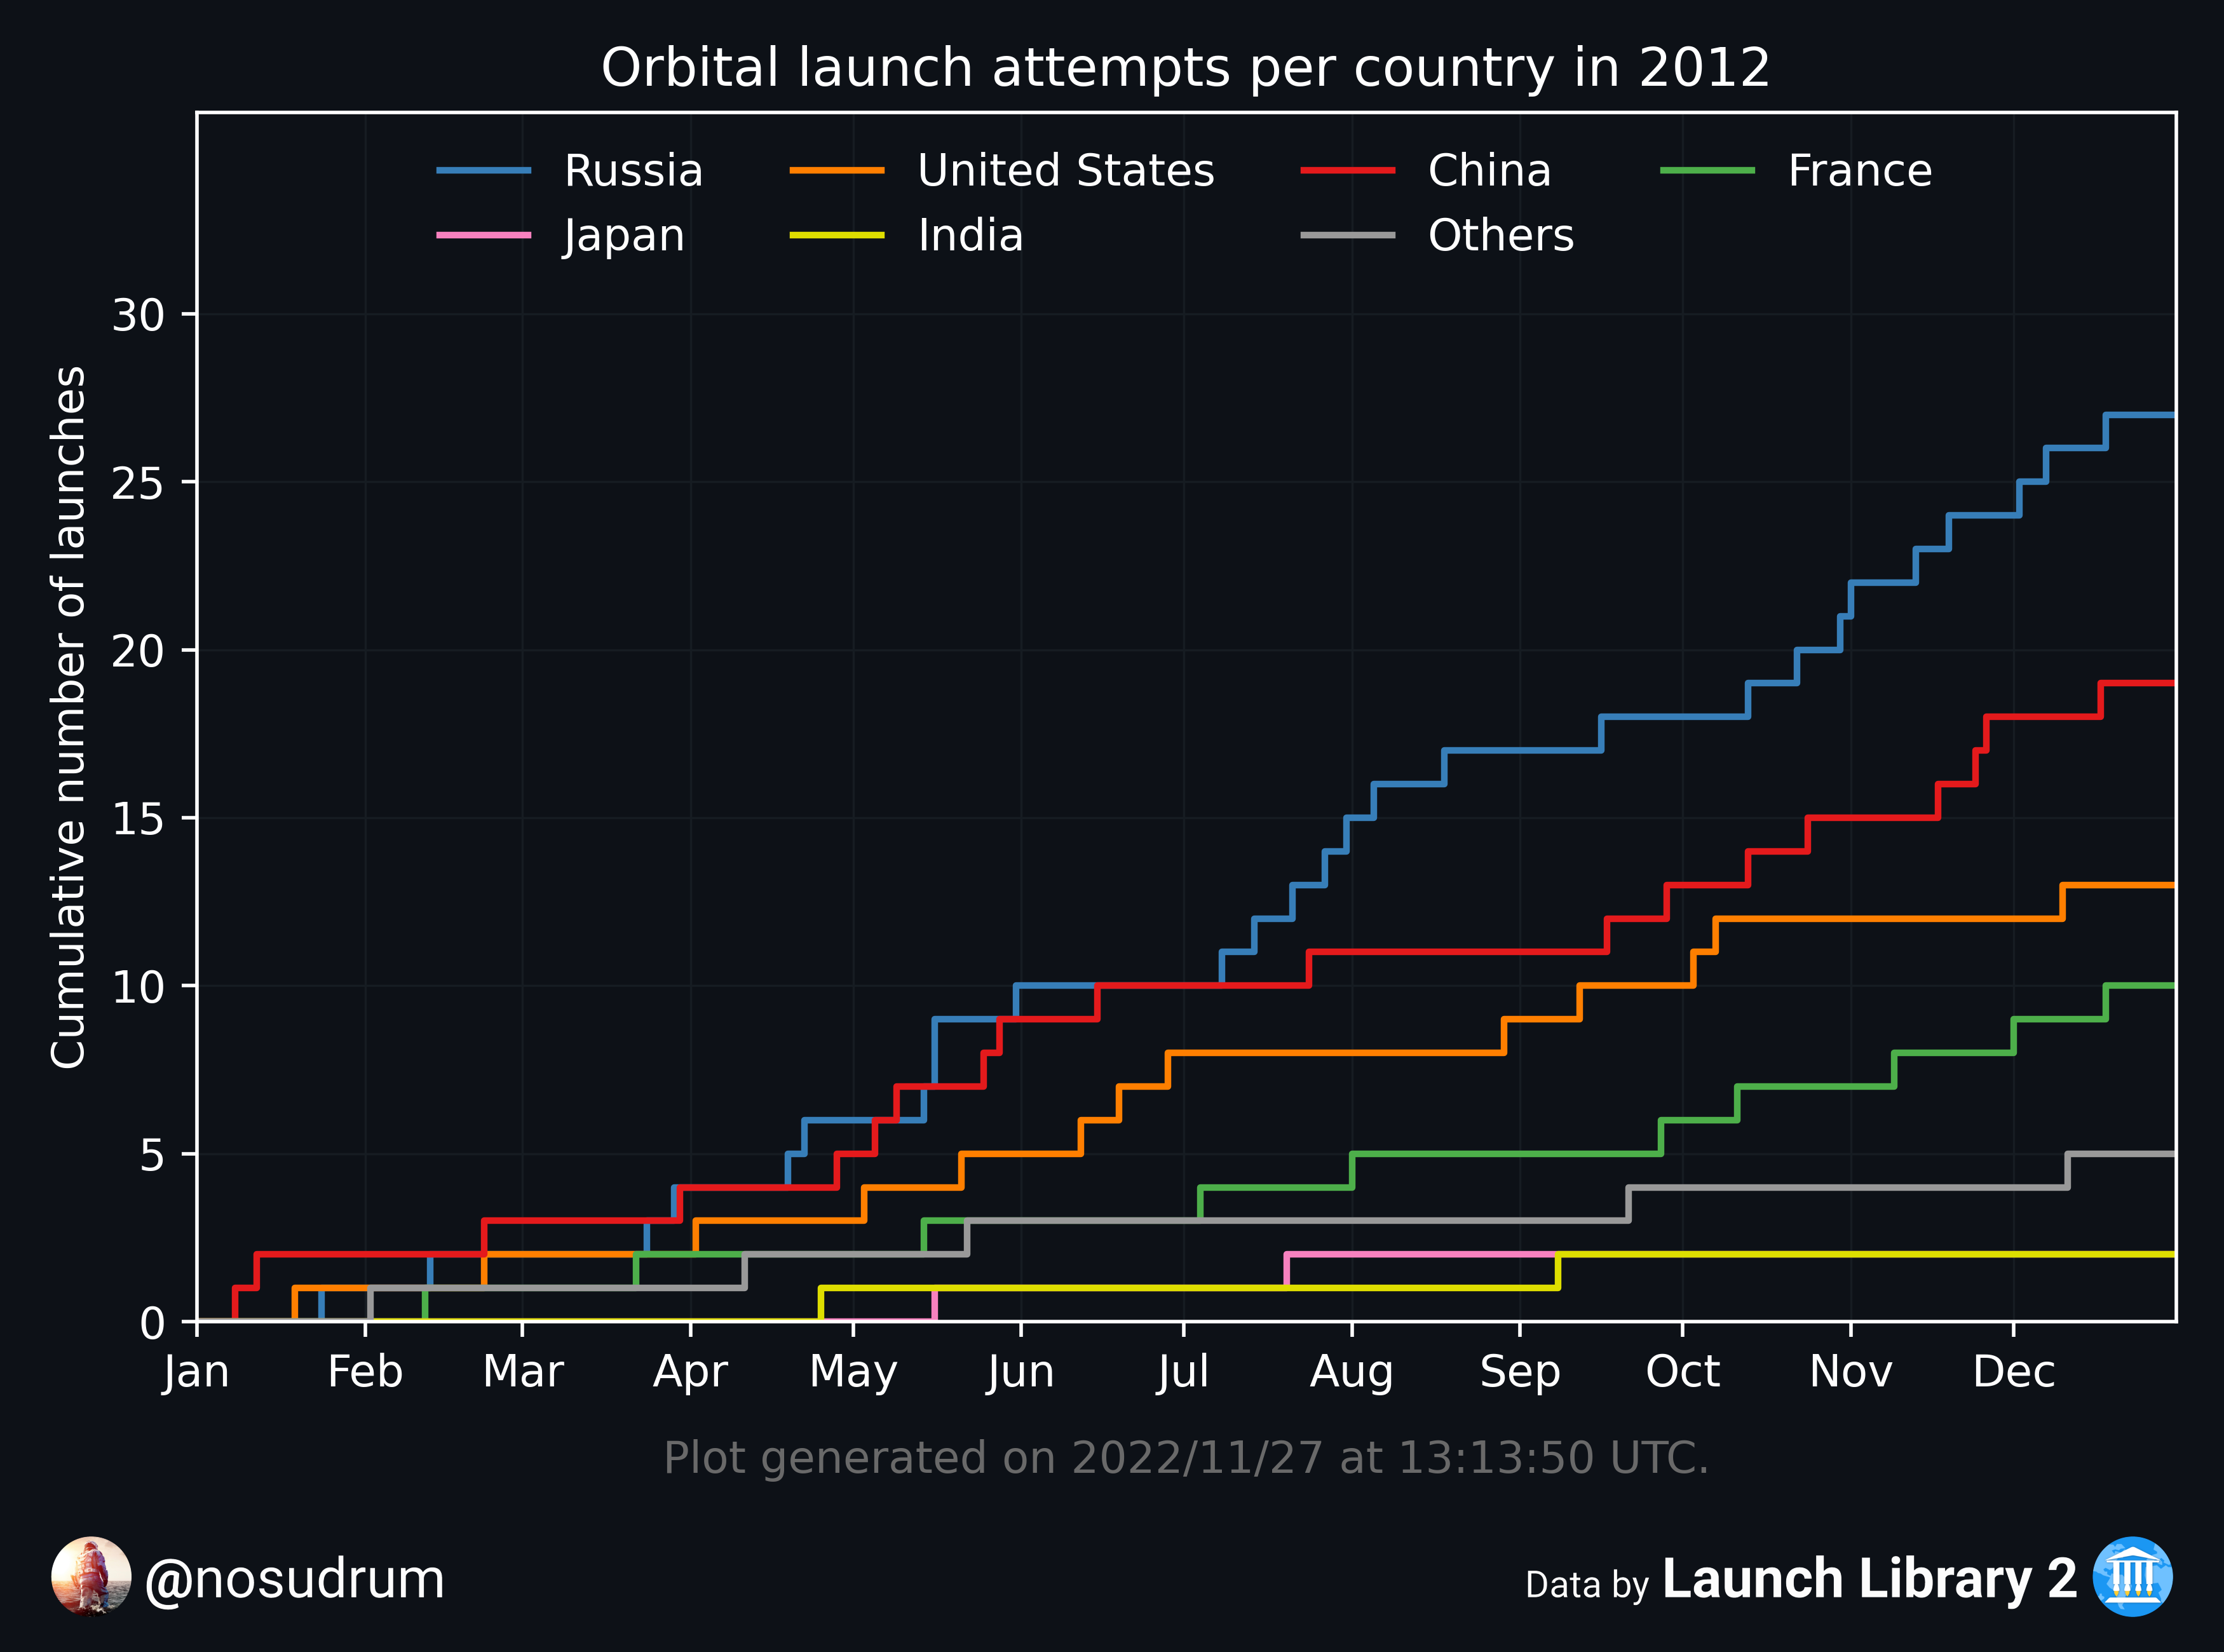 Orbital launch attempts per country in 2012
Russia United States China France
Japan India Others
Cumulative number of launches
30
25
20
15
10
5
0
Jan Feb Mar Apr May Jun Jul Aug Sep Oct Nov Dec
Plot generated on 2022/11/27 at 13:13:50 UTC.
@nosudrum
Data by Launch Library 2